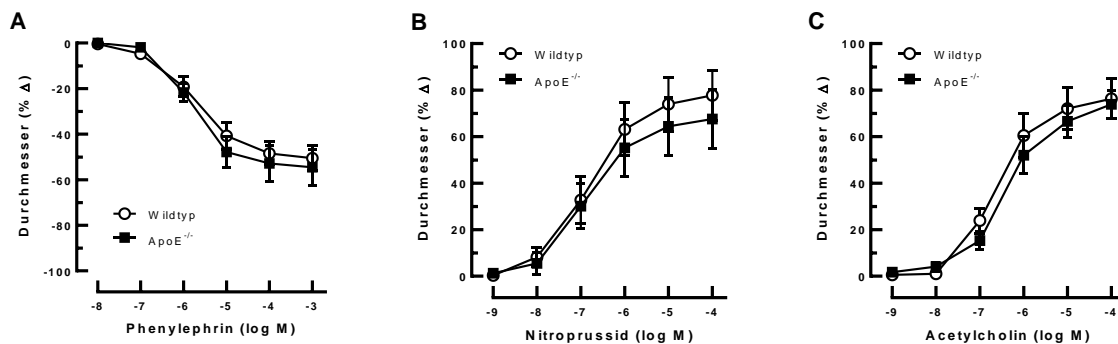 A
0
-20
-40
-60
-80
-100
Durchmesser (% Δ)
Wildtyp
ApoE-/-
-8 -7 -6 -5 -4 -3
Phenylephrin (log M)
B
100
80
60
40
20
0
Durchmesser (% Δ)
Wildtyp
ApoE-/-
-9 -8 -7 -6 -5 -4
Nitroprussid (log M)
C
100
80
60
40
20
0
Durchmesser (% Δ)
Wildtyp
ApoE-/-
-9 -8 -7 -6 -5 -4
Acetylcholin (log M)